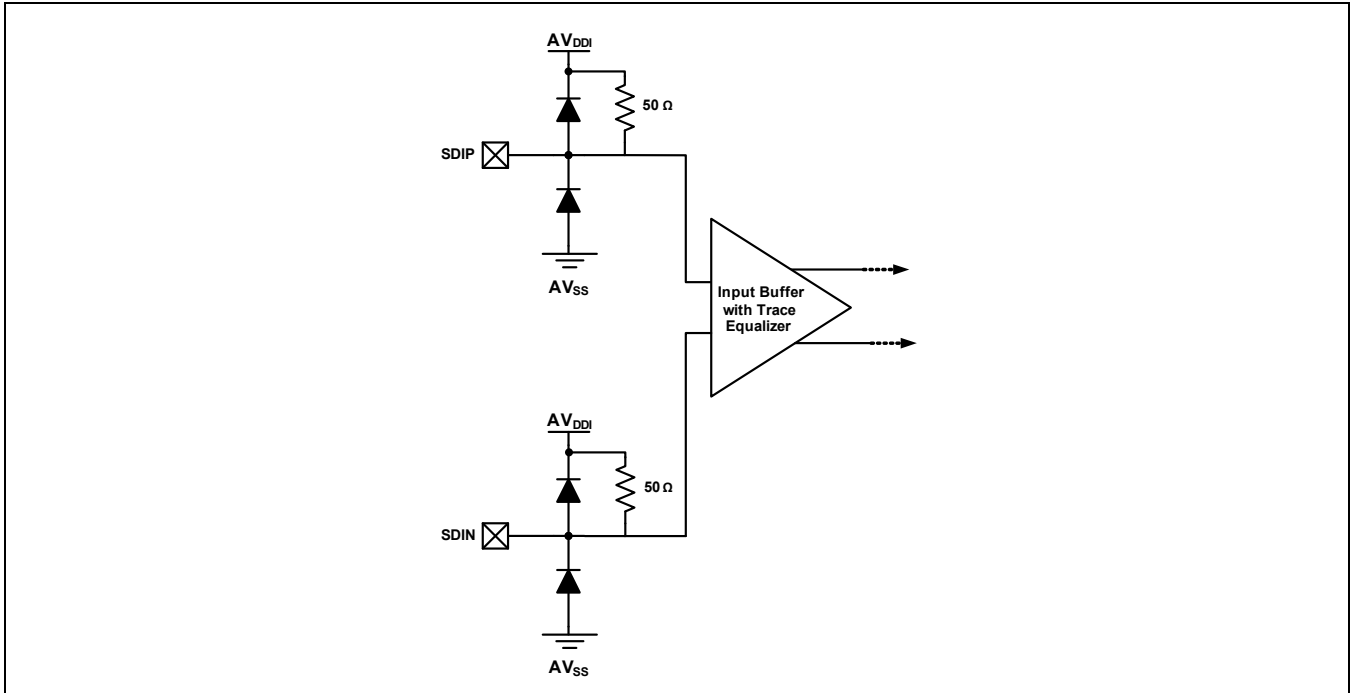 AVDDI
50 Ω
SDIP
AVSS
Input Buffer
with Trace
Equalizer
AVDDI
50 Ω
SDIN
AVSS